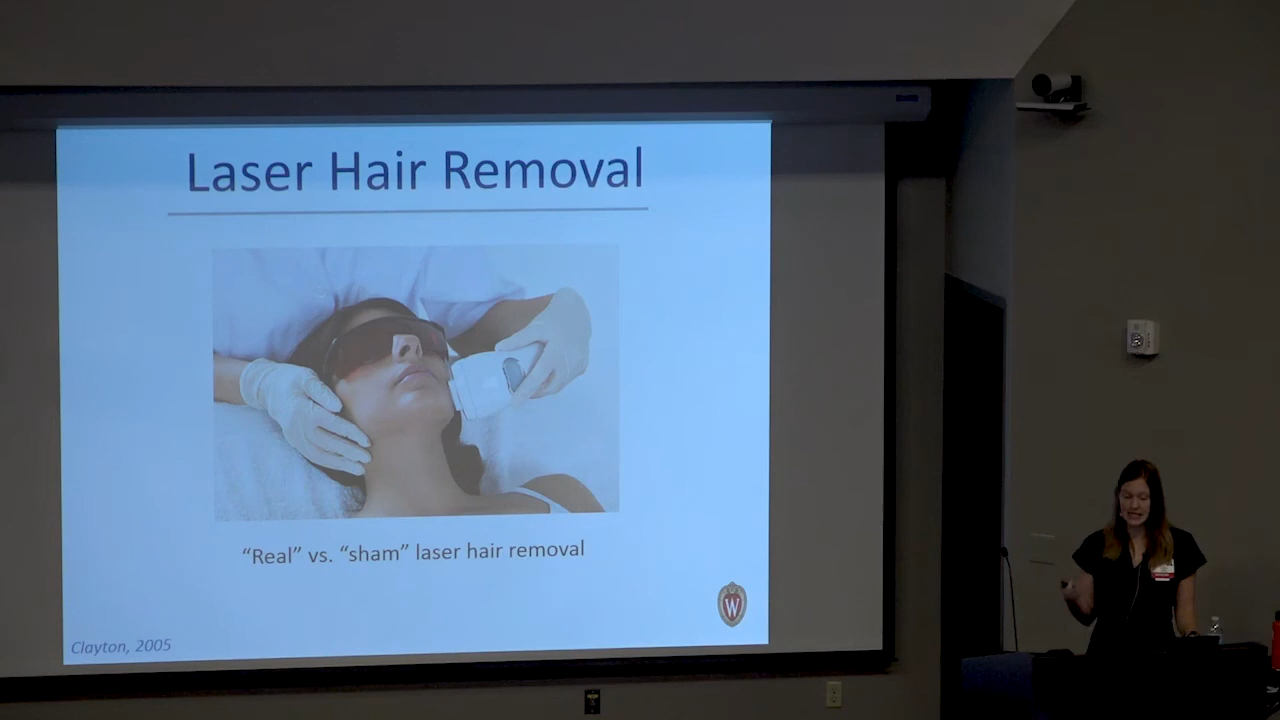 Laser Hair Removal
“Real” vs. “sham” laser hair removal
W
Clayton, 2005